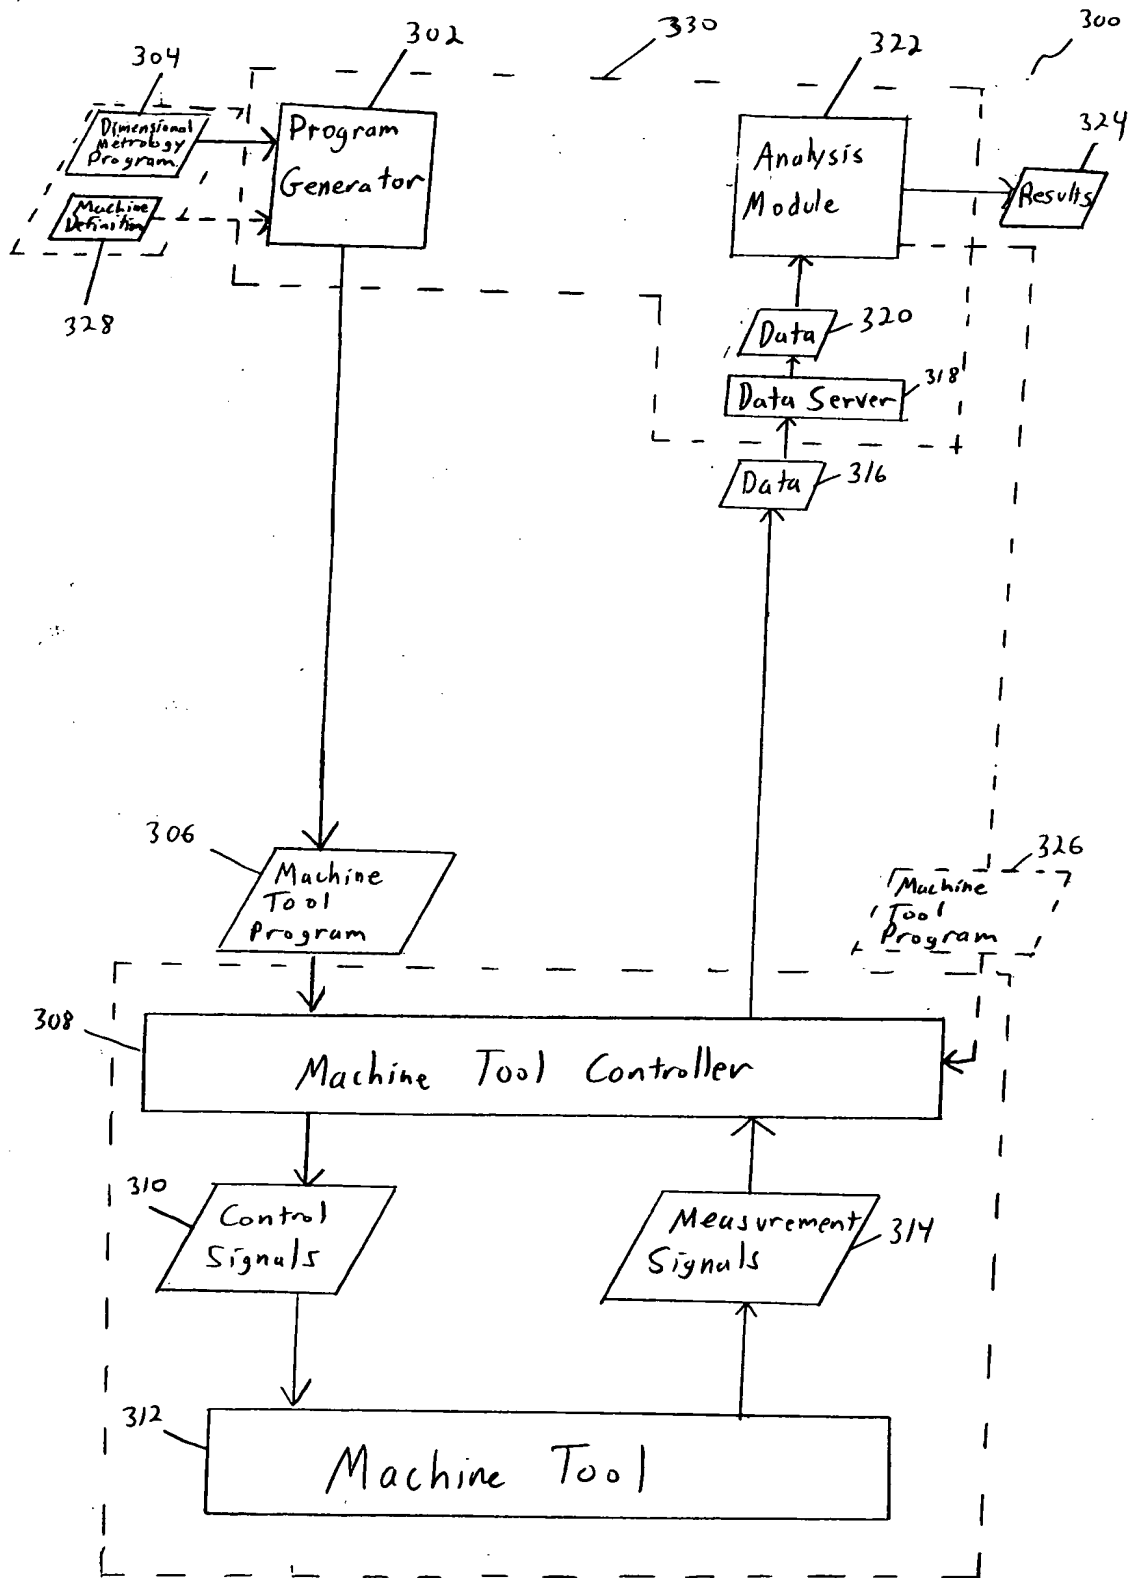 300
330
302
322
304
324
Dimensional
Metrology
Program.
Program
Generator
Analysis
Module
Results
Machine
Definition
328
Data
320
Data Server
318
Data
316
306
Machine
Tool
Program
326
Machine
Tool
Program
308
Machine Tool Controller
310
Control
Signals
Measurement
Signals
314
312
Machine Tool